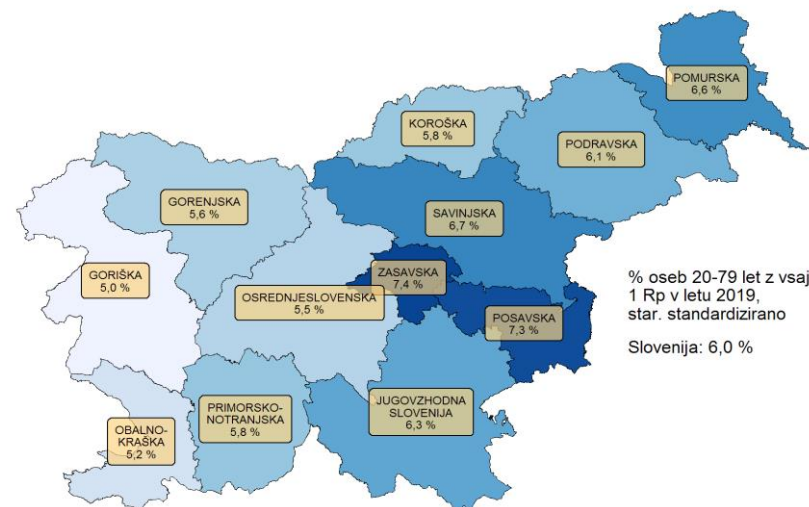 POMURSKA
6,6 %
KOROŠKA
5,8 %
PODRAVSKA
6,1 %
GORENJSKA
5,6 %
SAVINJSKA
6,7 %
GORIŠKA
5,0 %
ZASAVSKA
7,4 %
OSREDNJESLOVENSKA
5,5 %
POSAVSKA
7,3 %
% oseb 20-79 let z vsaj
1 Rp v letu 2019,
star. standardizirano
Slovenija: 6,0 %
JUGOVZHODNA
SLOVENIJA
6,3 %
PRIMORSKO-
NOTRANJSKA
5,8 %
OBALNO-
KRAŠKA
5,2 %